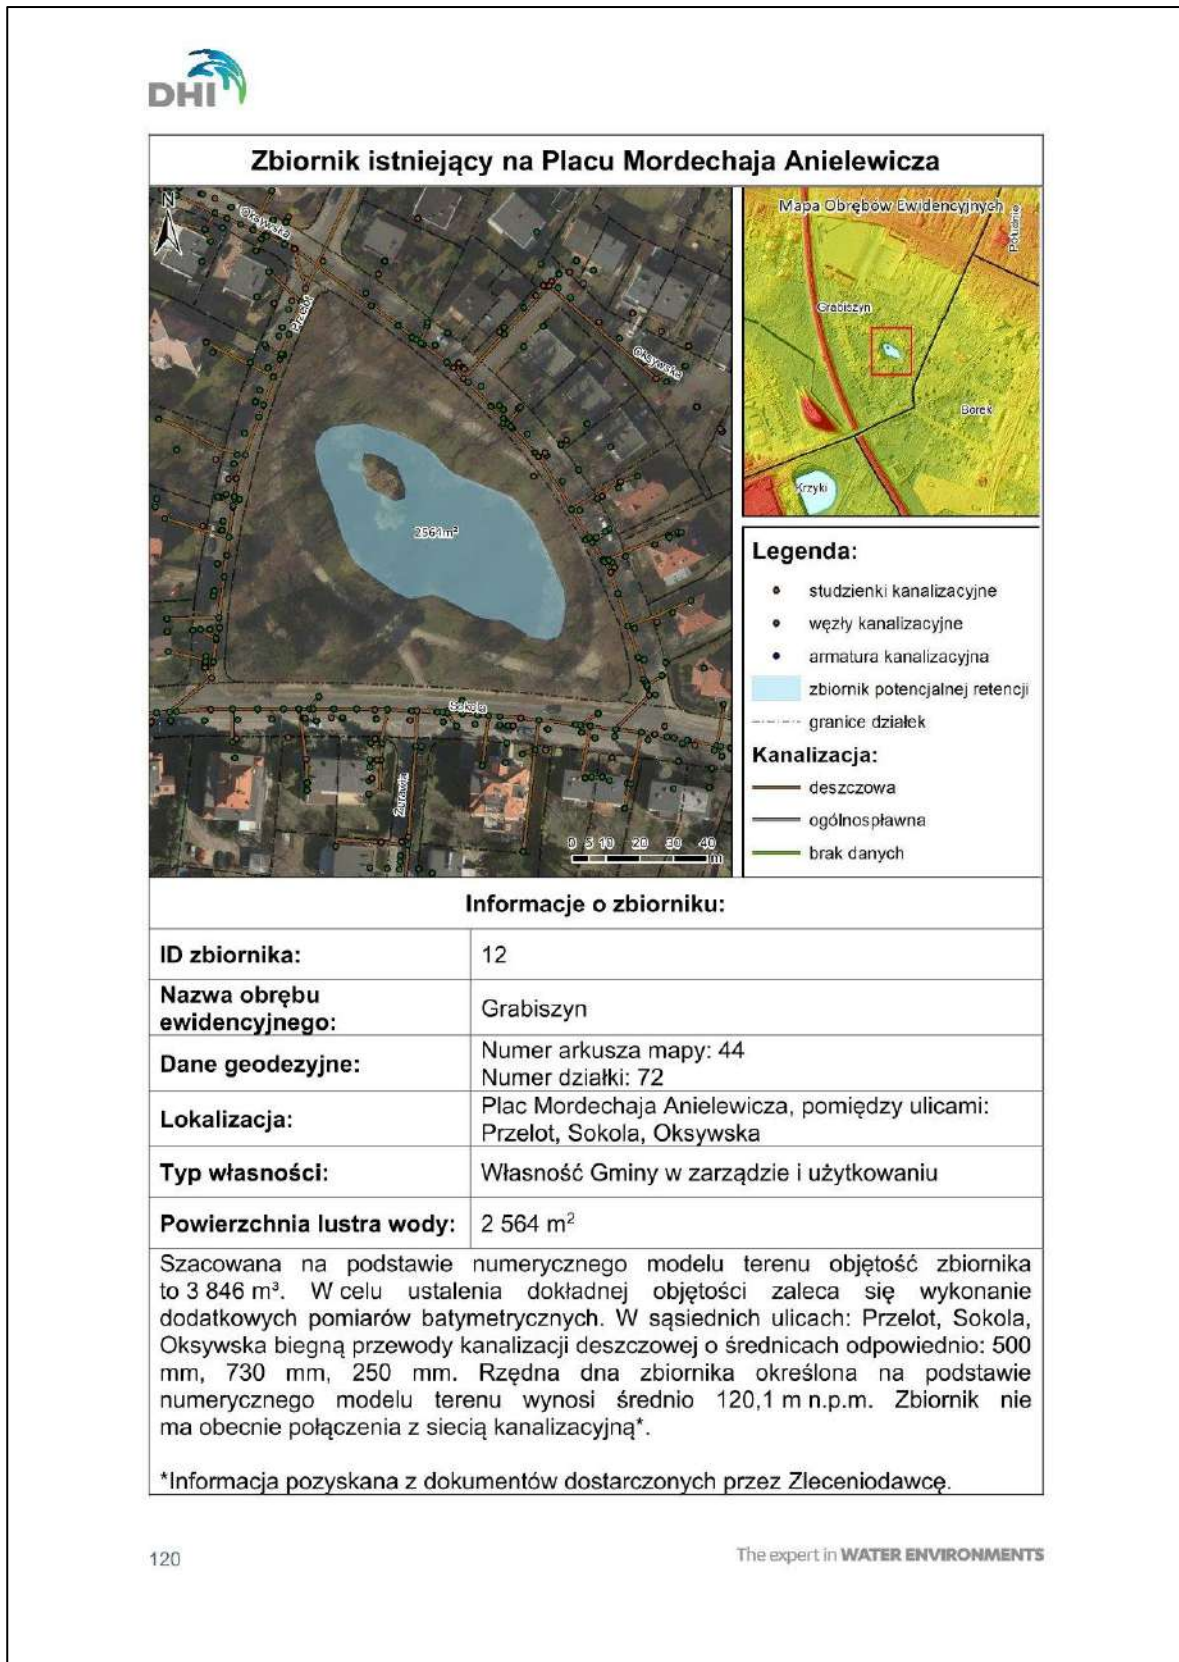 DHI
Zbiornik istniejący na Placu Mordechaja Anielewicza
N
Oksywska
Przelot
Oksywska
2564m²
Sokola
Żurawia
0 5 10 20 30 40
m
Mapa Obrębów Ewidencyjnych
Południe
Grabiszyn
Borek
Krzyki
Legenda:
studzienki kanalizacyjne
węzły kanalizacyjne
armatura kanalizacyjna
zbiornik potencjalnej retencji
granice działek
Kanalizacja:
deszczowa
ogólnospławna
brak danych
Informacje o zbiorniku:
ID zbiornika: 12
Nazwa obrębu
ewidencyjnego: Grabiszyn
Dane geodezyjne: Numer arkusza mapy: 44
Numer działki: 72
Lokalizacja: Plac Mordechaja Anielewicza, pomiędzy ulicami:
Przelot, Sokola, Oksywska
Typ własności: Własność Gminy w zarządzie i użytkowaniu
Powierzchnia lustra wody: 2 564 m²
Szacowana na podstawie numerycznego modelu terenu objętość zbiornika
to 3 846 m³. W celu ustalenia dokładnej objętości zaleca się wykonanie
dodatkowych pomiarów batymetrycznych. W sąsiednich ulicach: Przelot, Sokola,
Oksywska biegną przewody kanalizacji deszczowej o średnicach odpowiednio: 500
mm, 730 mm, 250 mm. Rzędna dna zbiornika określona na podstawie
numerycznego modelu terenu wynosi średnio 120,1 m n.p.m. Zbiornik nie
ma obecnie połączenia z siecią kanalizacyjną*.
*Informacja pozyskana z dokumentów dostarczonych przez Zleceniodawcę.
120
The expert in WATER ENVIRONMENTS